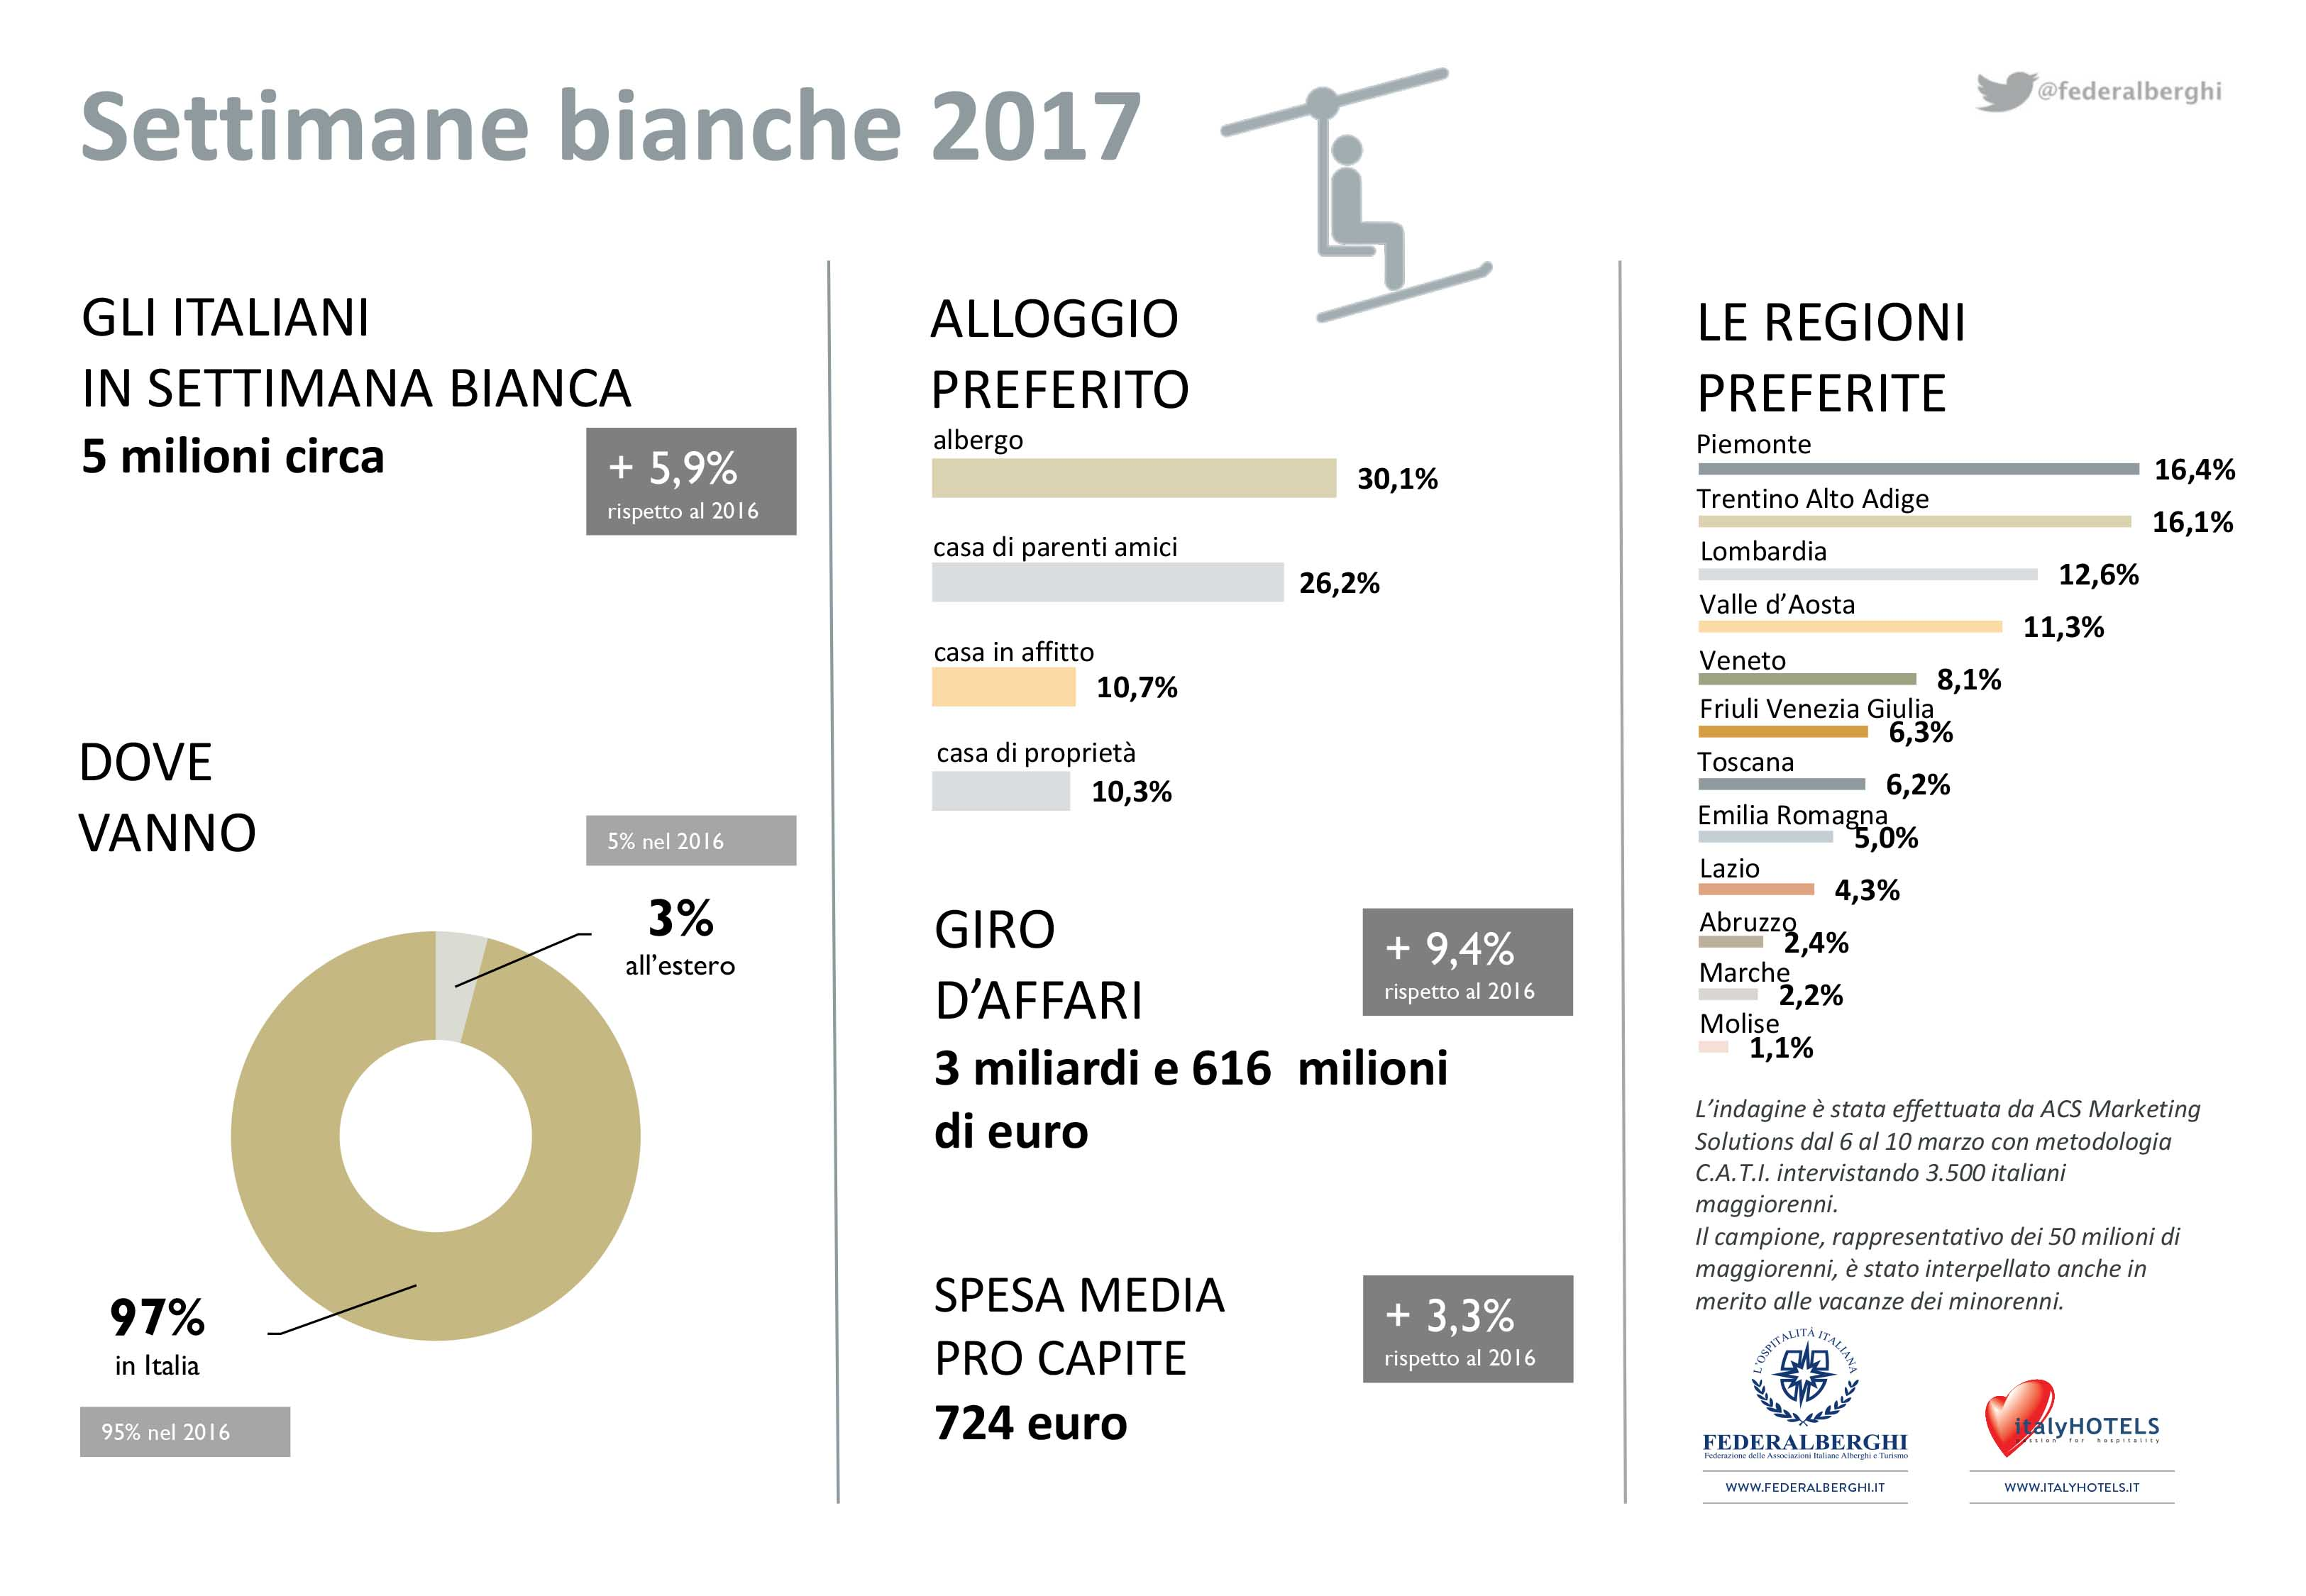 Settimane bianche 2017
@federalberghi
GLI ITALIANI
IN SETTIMANA BIANCA
5 milioni circa
+ 5,9%
rispetto al 2016
DOVE
VANNO
5% nel 2016
3%
all’estero
97%
in Italia
95% nel 2016
ALLOGGIO
PREFERITO
albergo
30,1%
casa di parenti amici
26,2%
casa in affitto
10,7%
casa di proprietà
10,3%
GIRO
D’AFFARI
+ 9,4%
rispetto al 2016
3 miliardi e 616 milioni
di euro
SPESA MEDIA
PRO CAPITE
724 euro
+ 3,3%
rispetto al 2016
LE REGIONI
PREFERITE
Piemonte
16,4%
Trentino Alto Adige
16,1%
Lombardia
12,6%
Valle d’Aosta
11,3%
Veneto
8,1%
Friuli Venezia Giulia
6,3%
Toscana
6,2%
Emilia Romagna
5,0%
Lazio
4,3%
Abruzzo
2,4%
Marche
2,2%
Molise
1,1%
L’indagine è stata effettuata da ACS Marketing
Solutions dal 6 al 10 marzo con metodologia
C.A.T.I. intervistando 3.500 italiani
maggiorenni.
Il campione, rappresentativo dei 50 milioni di
maggiorenni, è stato interpellato anche in
merito alle vacanze dei minorenni.
L'OSPITALITÀ ITALIANA
FEDERALBERGHI
Federazione delle Associazioni Italiane Alberghi e Turismo
WWW.FEDERALBERGHI.IT
italyHOTELS
passion for hospitality
WWW.ITALYHOTELS.IT